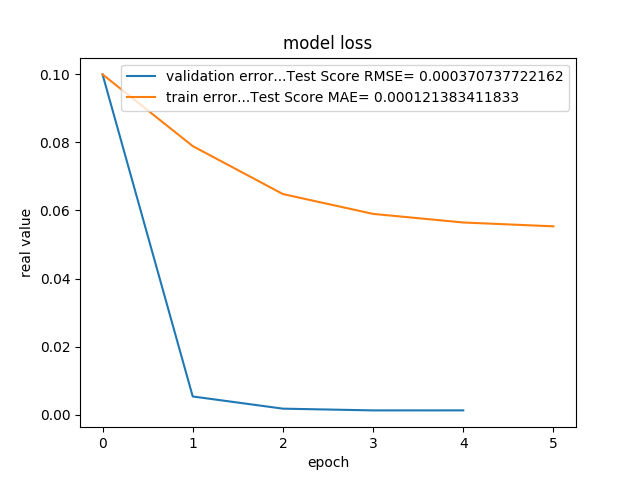 model loss
validation error...Test Score RMSE= 0.000370737722162
train error...Test Score MAE= 0.000121383411833
real value
0.10
0.08
0.06
0.04
0.02
0.00
0 1 2 3 4 5
epoch